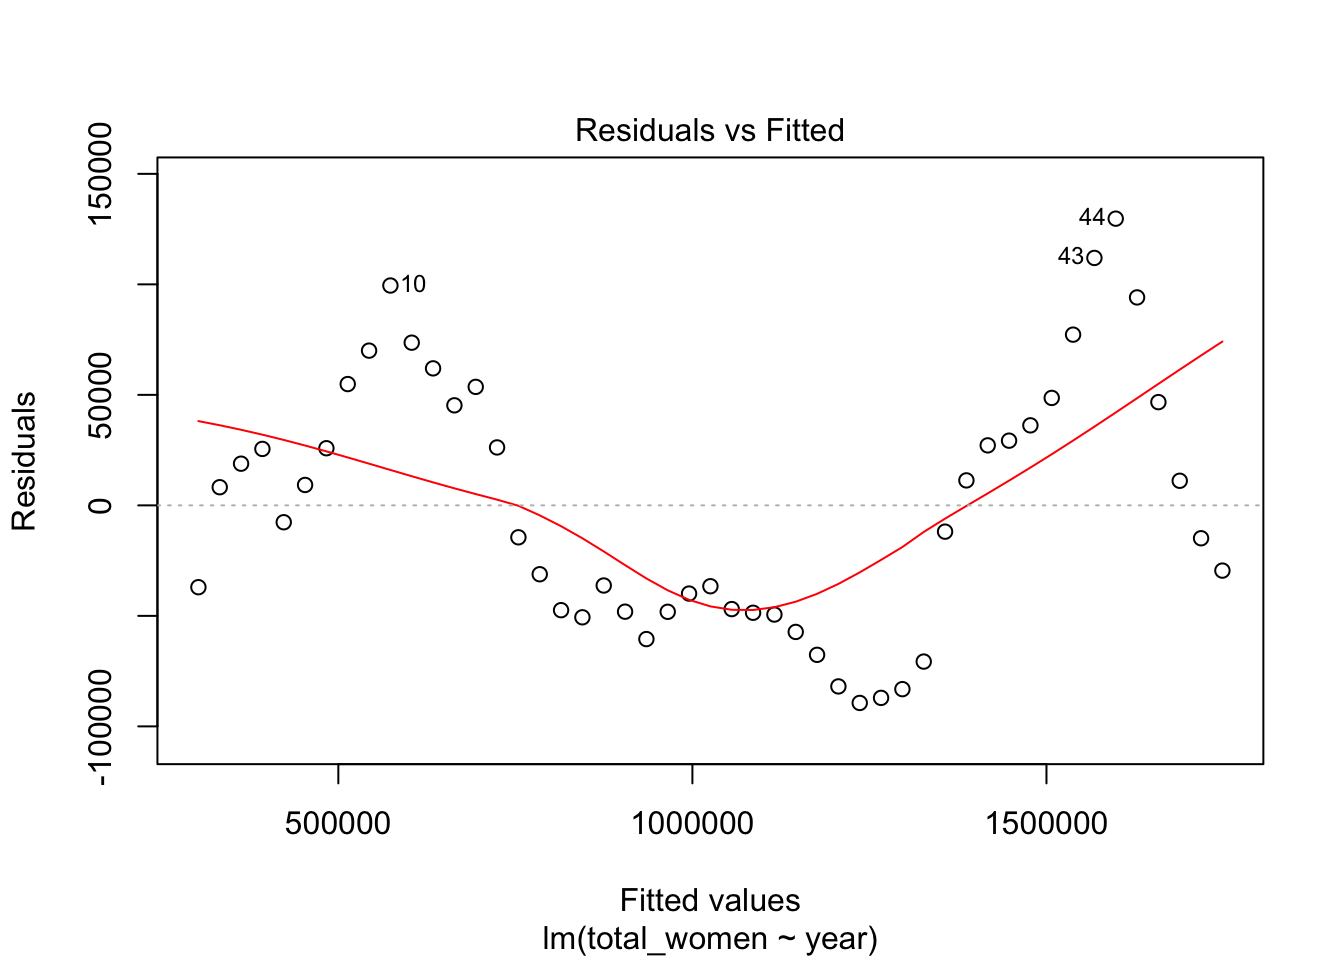 Residuals vs Fitted
150000
50000
0
-100000
Residuals
44
43
10
500000 1000000 1500000
Fitted values
lm(total_women ~ year)